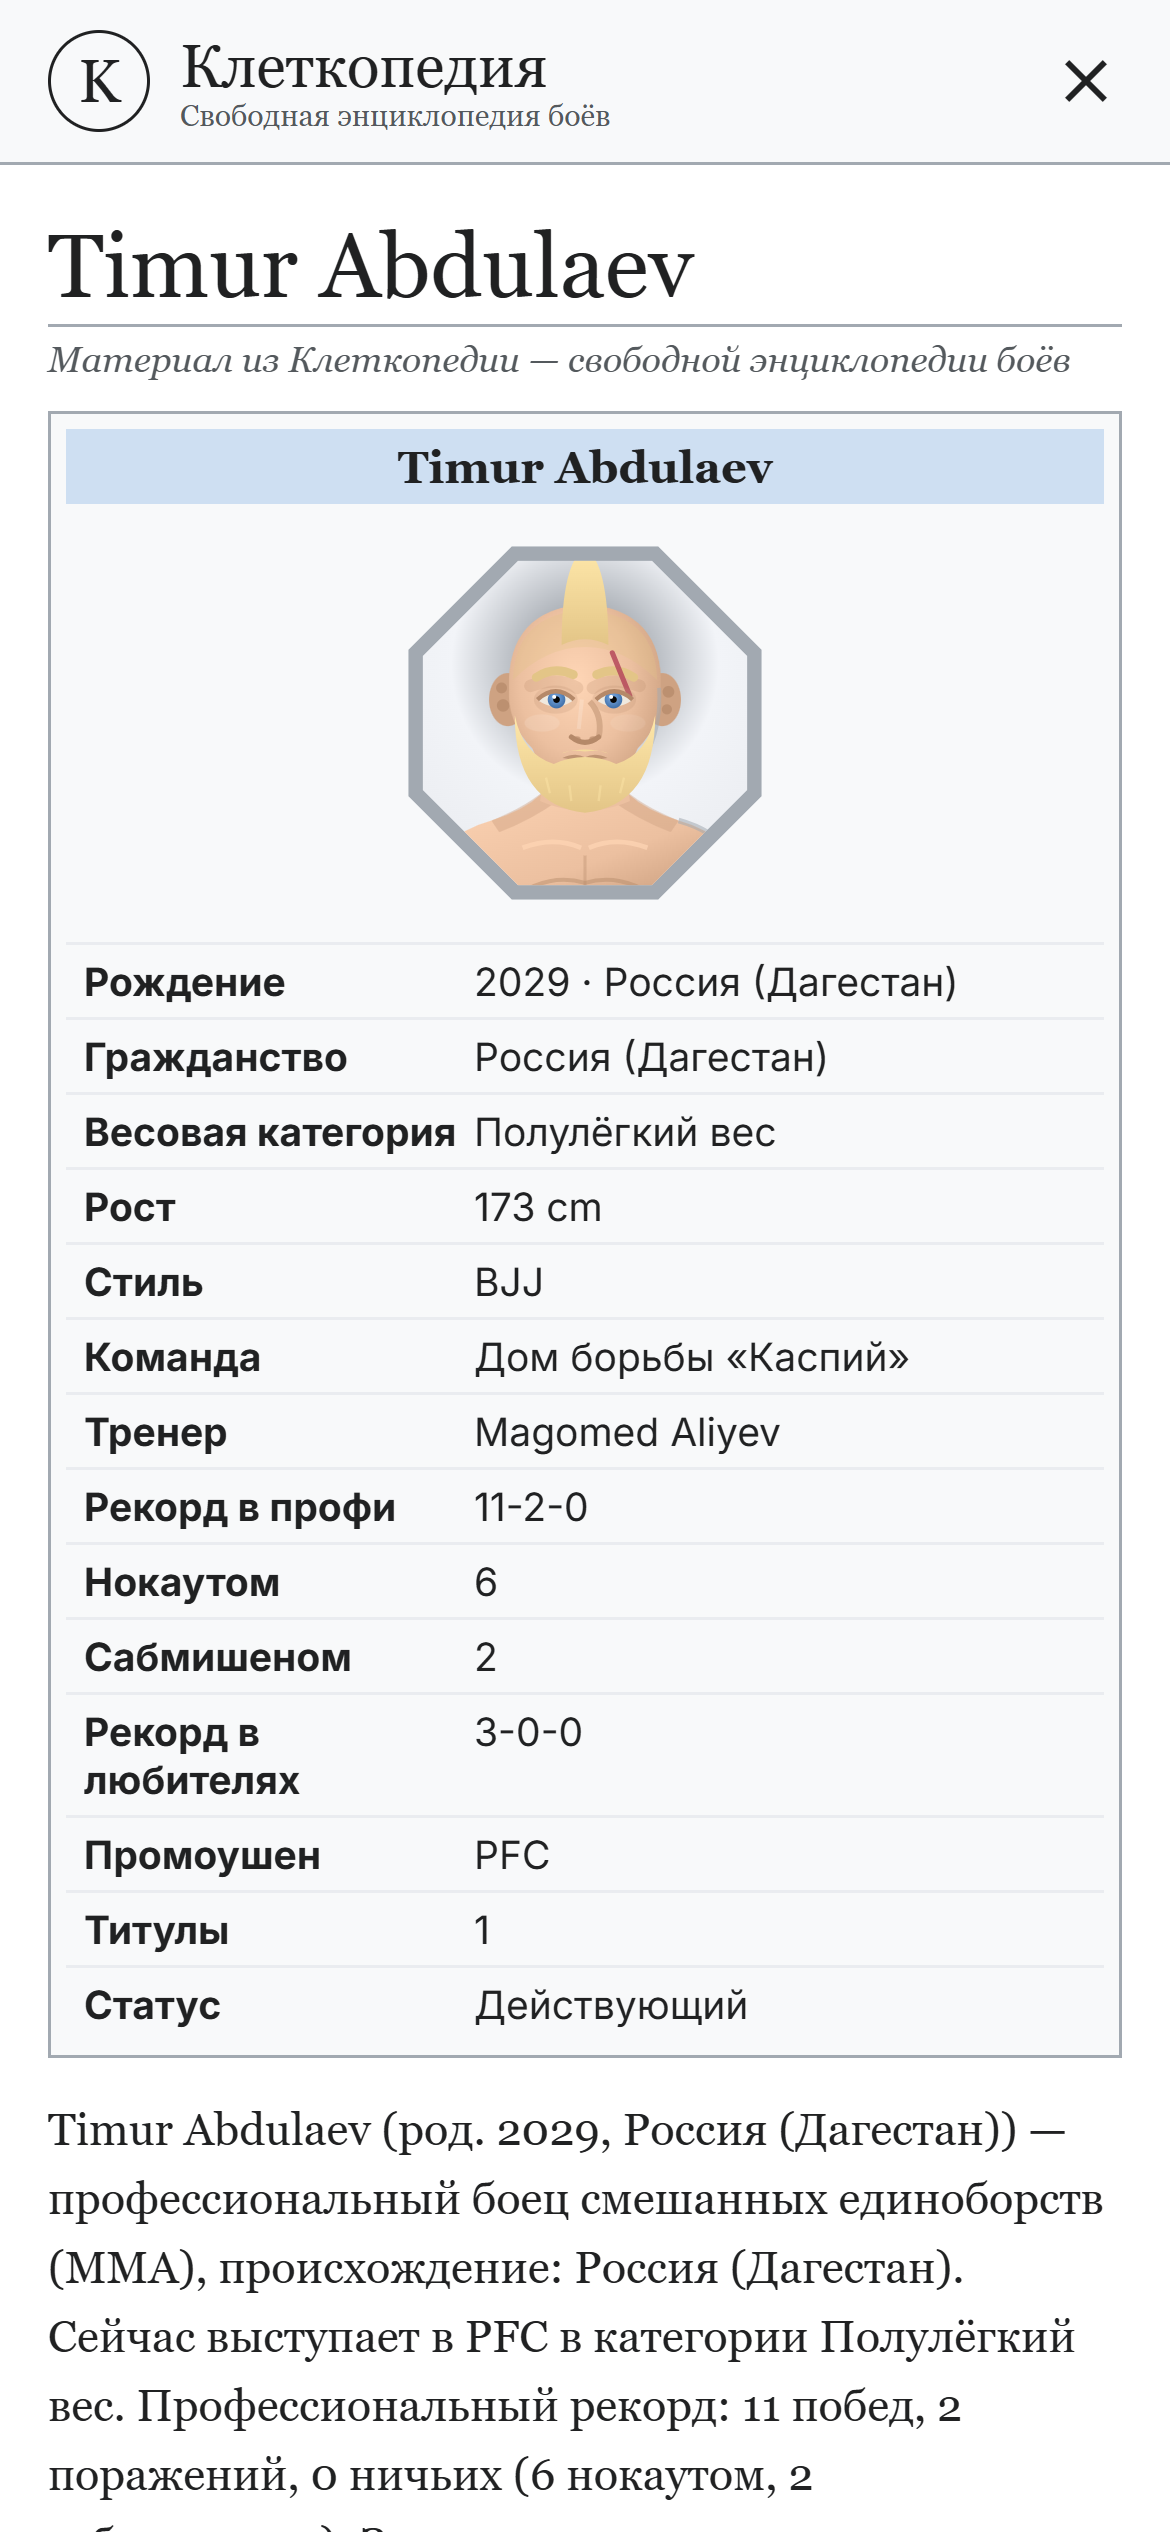 K
Клеткопедия
Свободная энциклопедия боёв
Timur Abdulaev
Материал из Клеткопедии — свободной энциклопедии боёв
Timur Abdulaev
Рождение 2029 · Россия (Дагестан)
Гражданство Россия (Дагестан)
Весовая категория Полулёгкий вес
Рост 173 cm
Стиль BJJ
Команда Дом борьбы «Каспий»
Тренер Magomed Aliyev
Рекорд в профи 11-2-0
Нокаутом 6
Сабмишеном 2
Рекорд в 3-0-0
любителях
Промоушен PFC
Титулы 1
Статус Действующий
Timur Abdulaev (род. 2029, Россия (Дагестан)) —
профессиональный боец смешанных единоборств
(ММА), происхождение: Россия (Дагестан).
Сейчас выступает в PFC в категории Полулёгкий
вес. Профессиональный рекорд: 11 побед, 2
поражений, 0 ничьих (6 нокаутом, 2